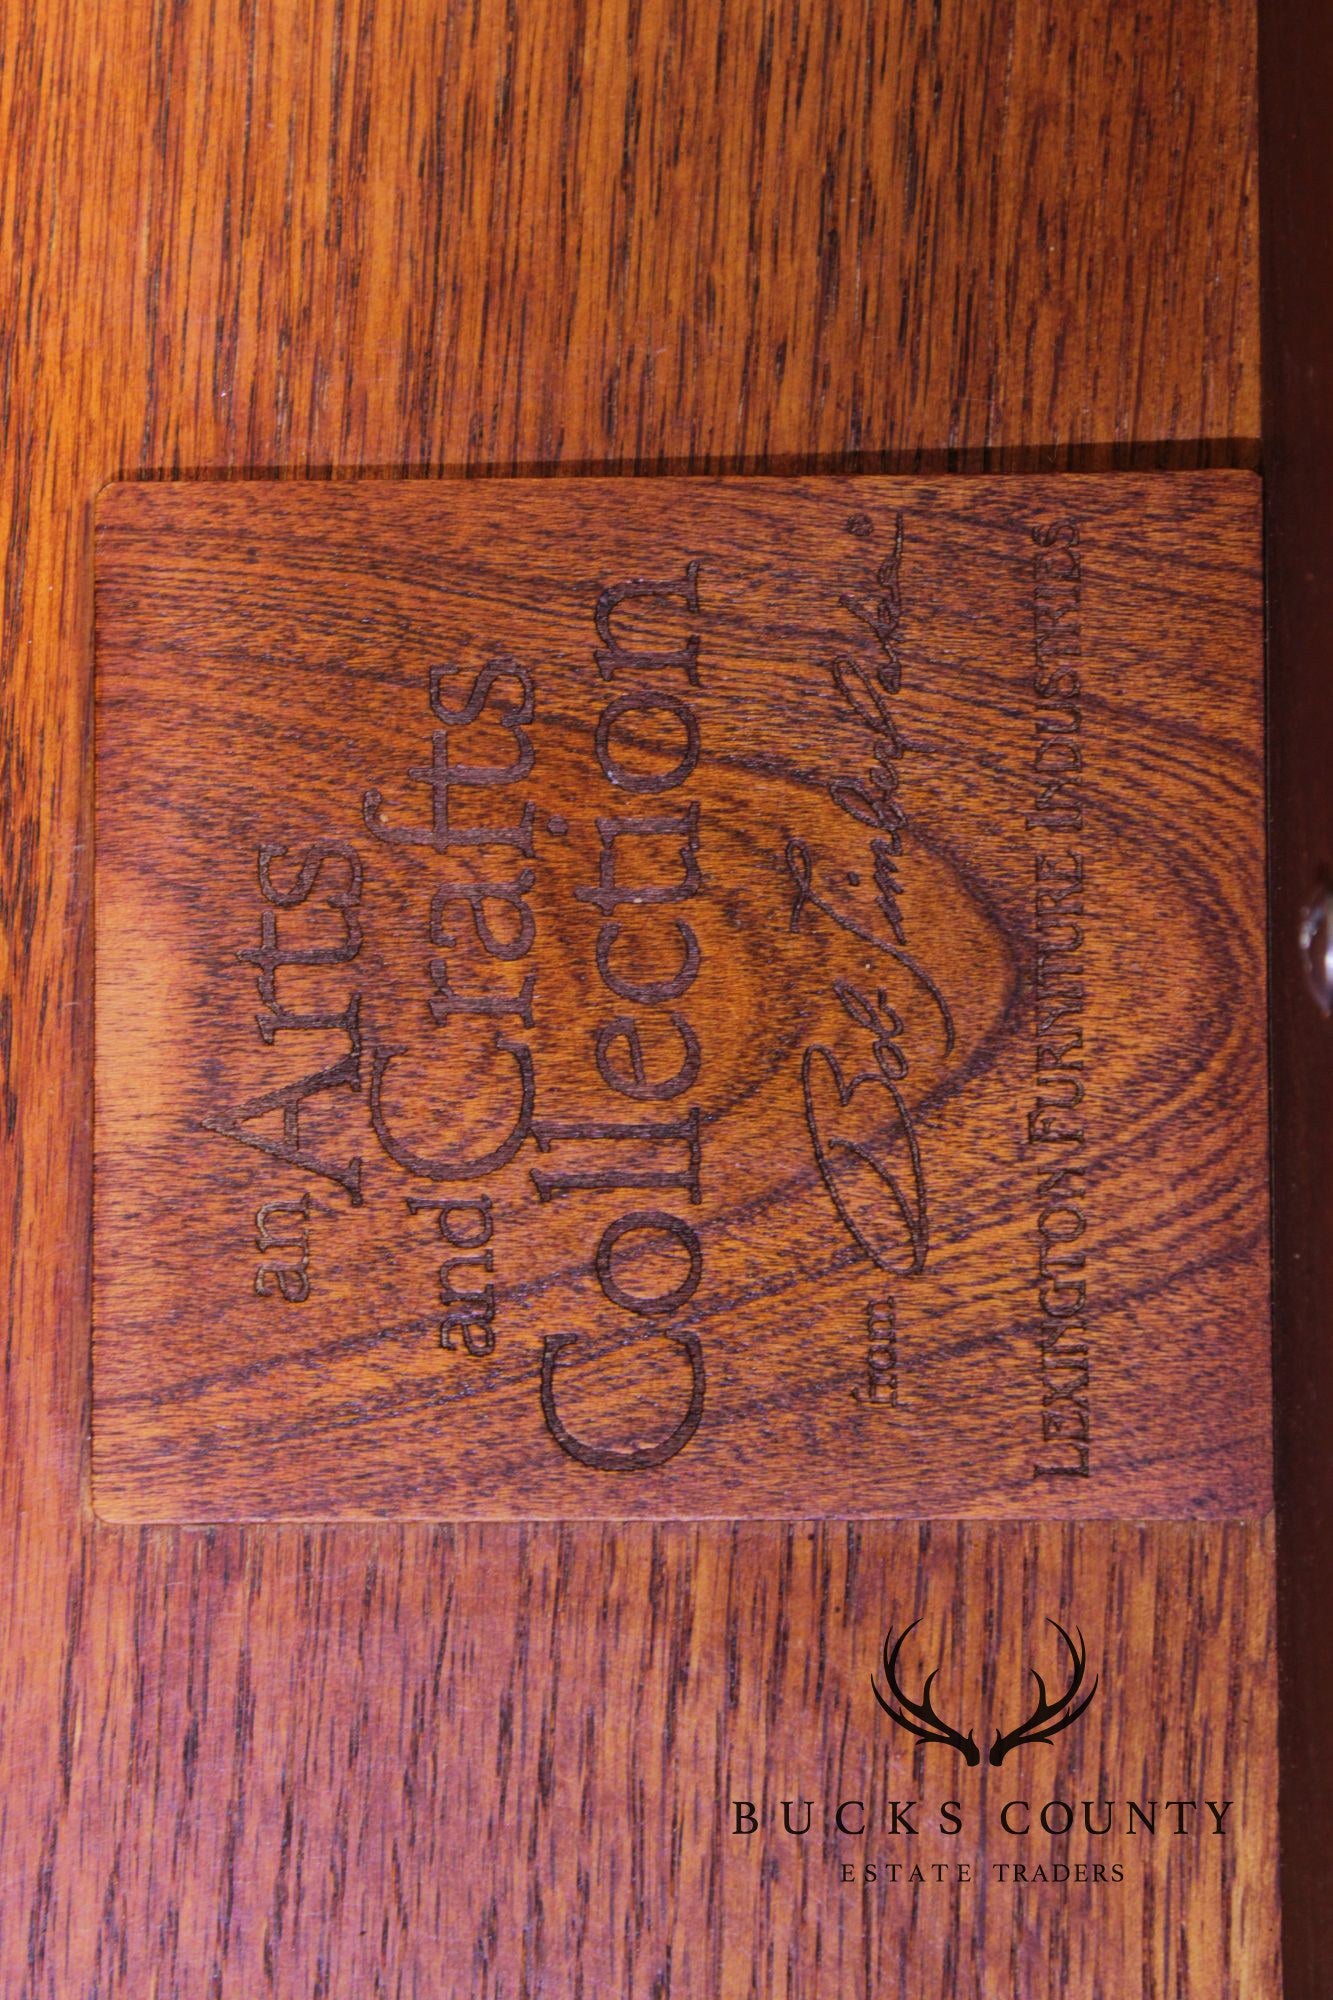 an Arts
and Crafts
Collection
from Bob Timberlake®
LEXINGTON FURNITURE INDUSTRIES
BUCKS COUNTY
ESTATE TRADERS